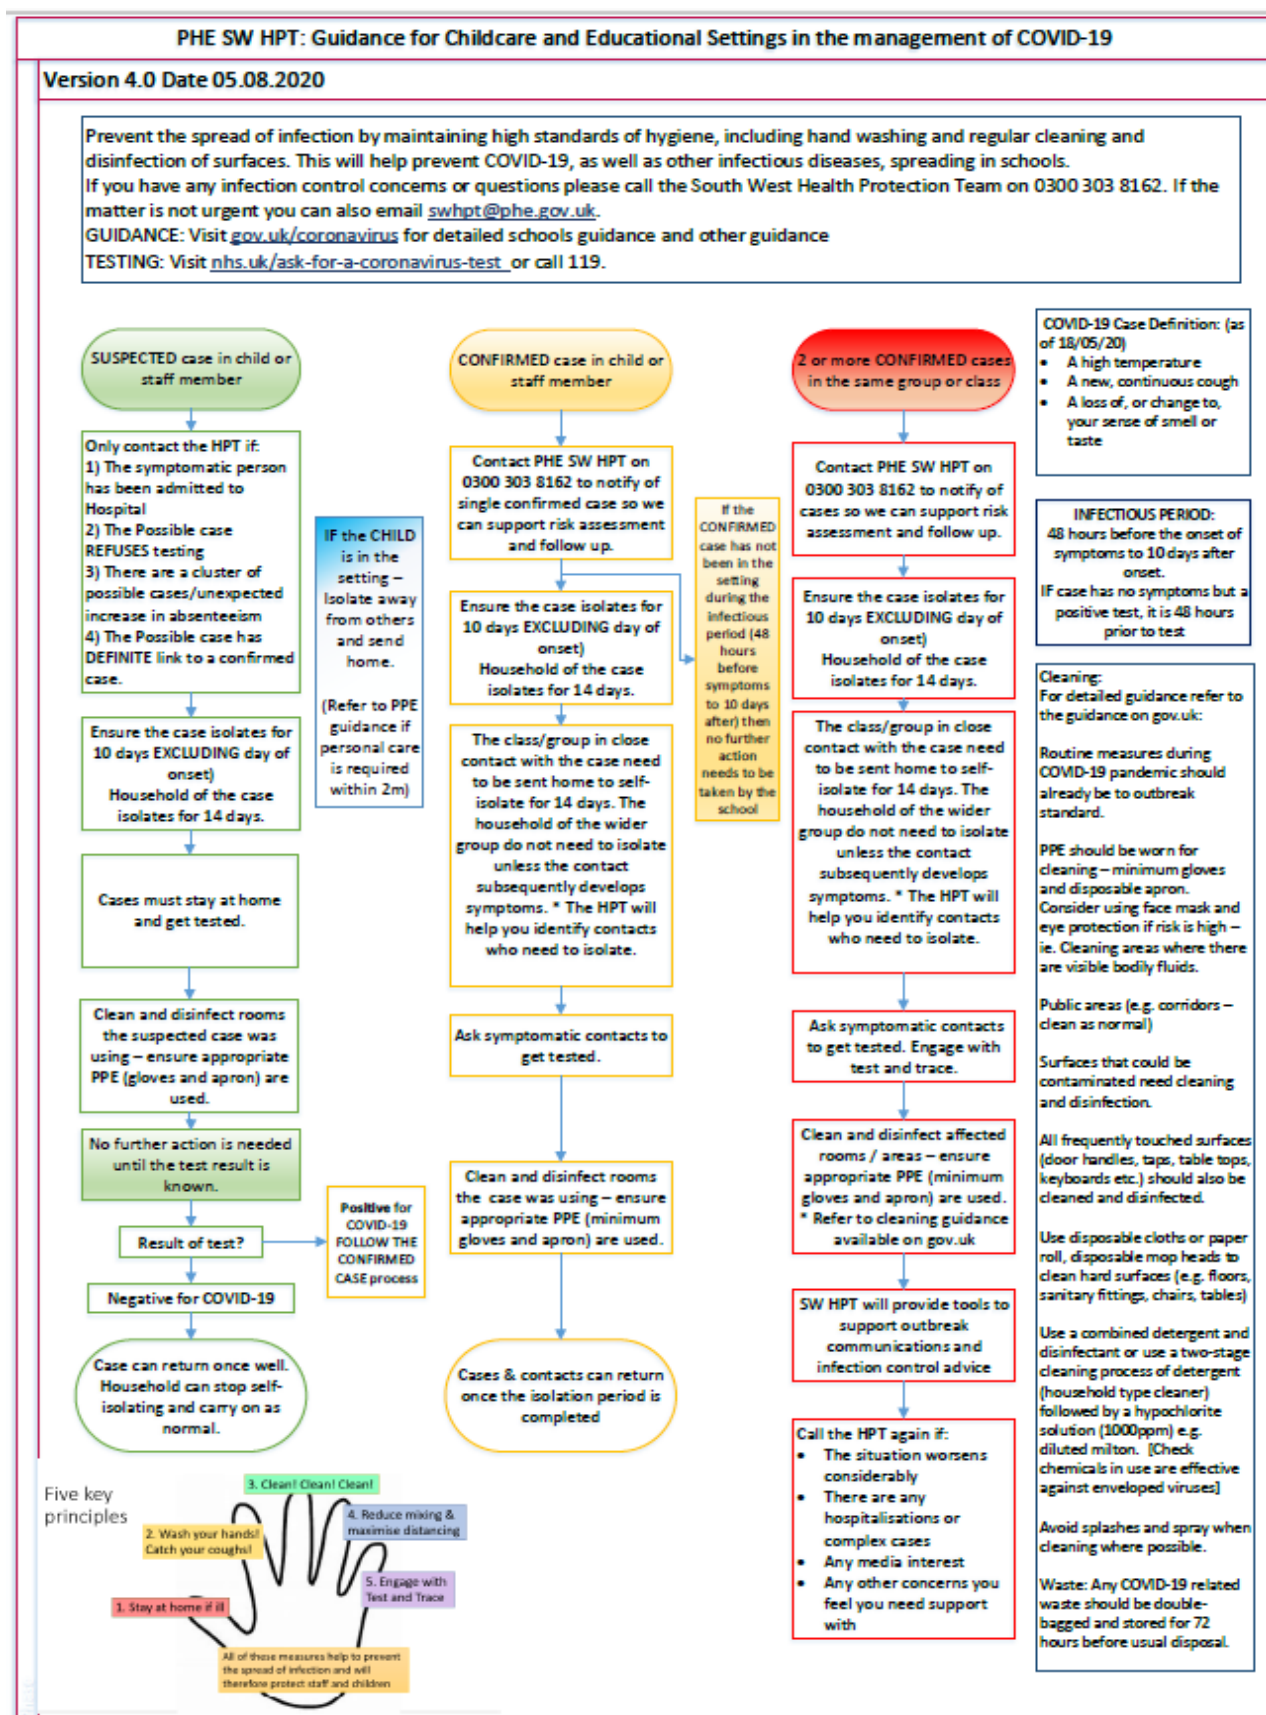 PHE SW HPT: Guidance for Childcare and Educational Settings in the management of COVID-19
Version 4.0 Date 05.08.2020
Prevent the spread of infection by maintaining high standards of hygiene, including hand washing and regular cleaning and
disinfection of surfaces. This will help prevent COVID-19, as well as other infectious diseases, spreading in schools.
If you have any infection control concerns or questions please call the South West Health Protection Team on 0300 303 8162. If the
matter is not urgent you can also email swhpt@phe.gov.uk.
GUIDANCE: Visit gov.uk/coronavirus for detailed schools guidance and other guidance
TESTING: Visit nhs.uk/ask-for-a-coronavirus-test or call 119.
SUSPECTED case in child or
staff member
Only contact the HPT if:
1) The symptomatic person
has been admitted to
Hospital
2) The Possible case
REFUSES testing
3) There are a cluster of
possible cases/unexpected
increase in absenteeism
4) The Possible case has
DEFINITE link to a confirmed
case.
Ensure the case isolates for
10 days EXCLUDING day of
onset)
Household of the case
isolates for 14 days.
Cases must stay at home
and get tested.
Clean and disinfect rooms
the suspected case was
using – ensure appropriate
PPE (gloves and apron) are
used.
No further action is needed
until the test result is
known.
Result of test?
Negative for COVID-19
Case can return once well.
Household can stop self-
isolating and carry on as
normal.
IF the CHILD
is in the
setting –
Isolate away
from others
and send
home.
(Refer to PPE
guidance if
personal care
is required
within 2m)
Positive for
COVID-19
FOLLOW THE
CONFIRMED
CASE process
CONFIRMED case in child or
staff member
Contact PHE SW HPT on
0300 303 8162 to notify of
single confirmed case so we
can support risk assessment
and follow up.
Ensure the case isolates for
10 days EXCLUDING day of
onset)
Household of the case
isolates for 14 days.
The class/group in close
contact with the case need
to be sent home to self-
isolate for 14 days. The
household of the wider
group do not need to isolate
unless the contact
subsequently develops
symptoms. * The HPT will
help you identify contacts
who need to isolate.
Ask symptomatic contacts to
get tested.
Clean and disinfect rooms
the case was using – ensure
appropriate PPE (minimum
gloves and apron) are used.
Cases & contacts can return
once the isolation period is
completed
If the
CONFIRMED
case has not
been in the
setting
during the
infectious
period (48
hours
before
symptoms
to 10 days
after) then
no further
action
needs to be
taken by the
school
2 or more CONFIRMED cases
in the same group or class
Contact PHE SW HPT on
0300 303 8162 to notify of
cases so we can support risk
assessment and follow up.
Ensure the case isolates for
10 days EXCLUDING day of
onset)
Household of the case
isolates for 14 days.
The class/group in close
contact with the case need
to be sent home to self-
isolate for 14 days. The
household of the wider
group do not need to isolate
unless the contact
subsequently develops
symptoms. * The HPT will
help you identify contacts
who need to isolate.
Ask symptomatic contacts
to get tested. Engage with
test and trace.
Clean and disinfect affected
rooms / areas – ensure
appropriate PPE (minimum
gloves and apron) are used.
* Refer to cleaning guidance
available on gov.uk
SW HPT will provide tools to
support outbreak
communications and
infection control advice
Call the HPT again if:
• The situation worsens
considerably
• There are any
hospitalisations or
complex cases
• Any media interest
• Any other concerns you
feel you need support
with
COVID-19 Case Definition: (as
of 18/05/20)
• A high temperature
• A new, continuous cough
• A loss of, or change to,
your sense of smell or
taste
INFECTIOUS PERIOD:
48 hours before the onset of
symptoms to 10 days after
onset.
IF case has no symptoms but a
positive test, it is 48 hours
prior to test
Cleaning:
For detailed guidance refer to
the guidance on gov.uk:
Routine measures during
COVID-19 pandemic should
already be to outbreak
standard.
PPE should be worn for
cleaning – minimum gloves
and disposable apron.
Consider using face mask and
eye protection if risk is high –
ie. Cleaning areas where there
are visible bodily fluids.
Public areas (e.g. corridors –
clean as normal)
Surfaces that could be
contaminated need cleaning
and disinfection.
All frequently touched surfaces
(door handles, taps, table tops,
keyboards etc.) should also be
cleaned and disinfected.
Use disposable cloths or paper
roll, disposable mop heads to
clean hard surfaces (e.g. floors,
sanitary fittings, chairs, tables)
Use a combined detergent and
disinfectant or use a two-stage
cleaning process of detergent
(household type cleaner)
followed by a hypochlorite
solution (1000ppm) e.g.
diluted milton. [Check
chemicals in use are effective
against enveloped viruses]
Avoid splashes and spray when
cleaning where possible.
Waste: Any COVID-19 related
waste should be double-
bagged and stored for 72
hours before usual disposal.
Five key
principles
1. Stay at home if ill
2. Wash your hands!
Catch your coughs!
3. Clean! Clean! Clean!
4. Reduce mixing &
maximise distancing
5. Engage with
Test and Trace
All of these measures help to prevent
the spread of infection and will
therefore protect staff and children